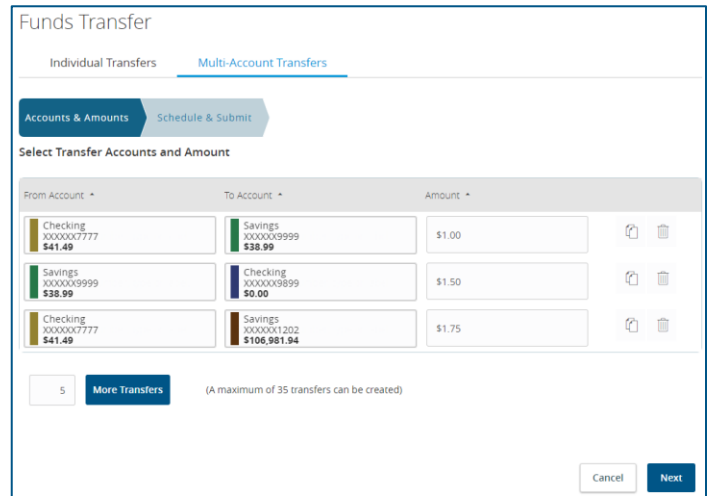 Funds Transfer
Individual Transfers Multi-Account Transfers
Accounts & Amounts Schedule & Submit
Select Transfer Accounts and Amount
From Account To Account Amount
Checking Savings
XXXXXX7777 XXXXXX9999 $1.00
$41.49 $38.99
Savings Checking
XXXXXX9999 XXXXXX9899 $1.50
$38.99 $0.00
Checking Savings
XXXXXX7777 XXXXXX1202 $1.75
$41.49 $106,981.94
5 More Transfers (A maximum of 35 transfers can be created)
Cancel Next